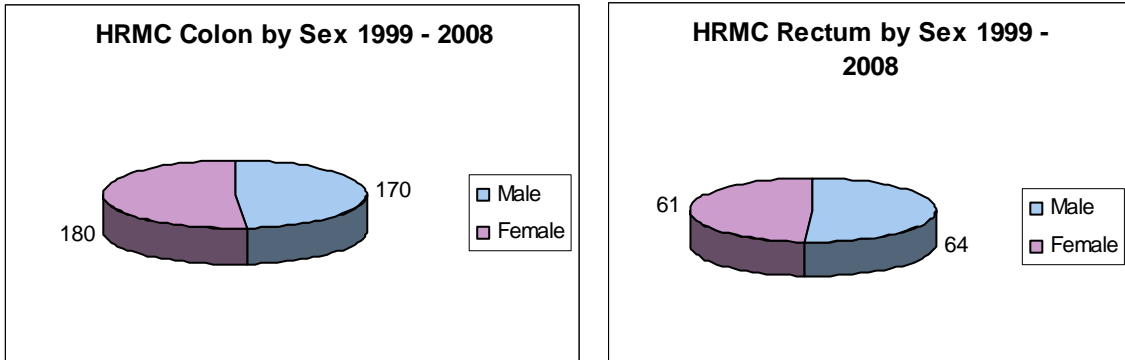 HRMC Colon by Sex 1999 - 2008
170
180
Male
Female
HRMC Rectum by Sex 1999 -
2008
61
64
Male
Female